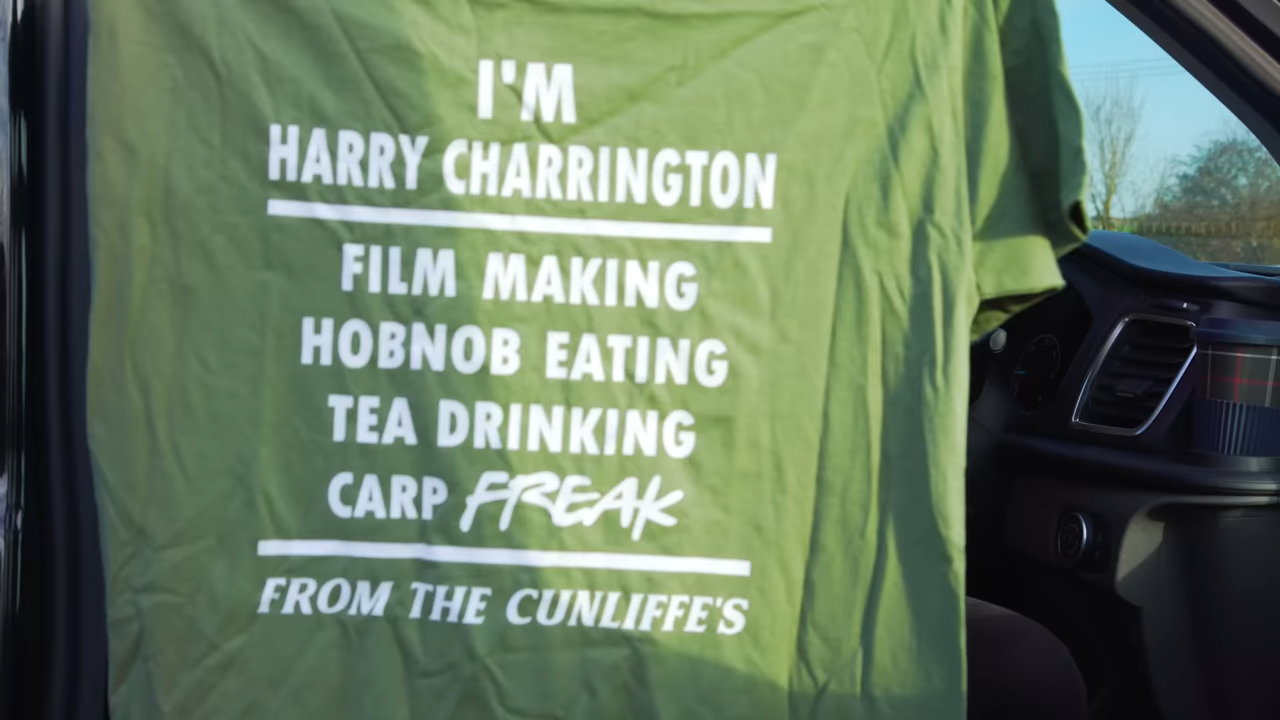 I'M
HARRY CHARRINGTON
FILM MAKING
HOBNOB EATING
TEA DRINKING
CARP FREAK
FROM THE CUNLIFFE'S